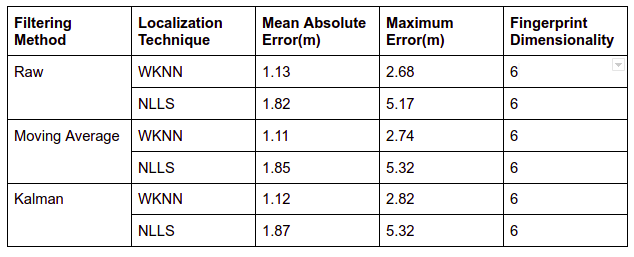 Filtering Method | Localization Technique | Mean Absolute Error(m) | Maximum Error(m) | Fingerprint Dimensionality
Raw | WKNN | 1.13 | 2.68 | 6
NLLS | 1.82 | 5.17 | 6
Moving Average | WKNN | 1.11 | 2.74 | 6
NLLS | 1.85 | 5.32 | 6
Kalman | WKNN | 1.12 | 2.82 | 6
NLLS | 1.87 | 5.32 | 6